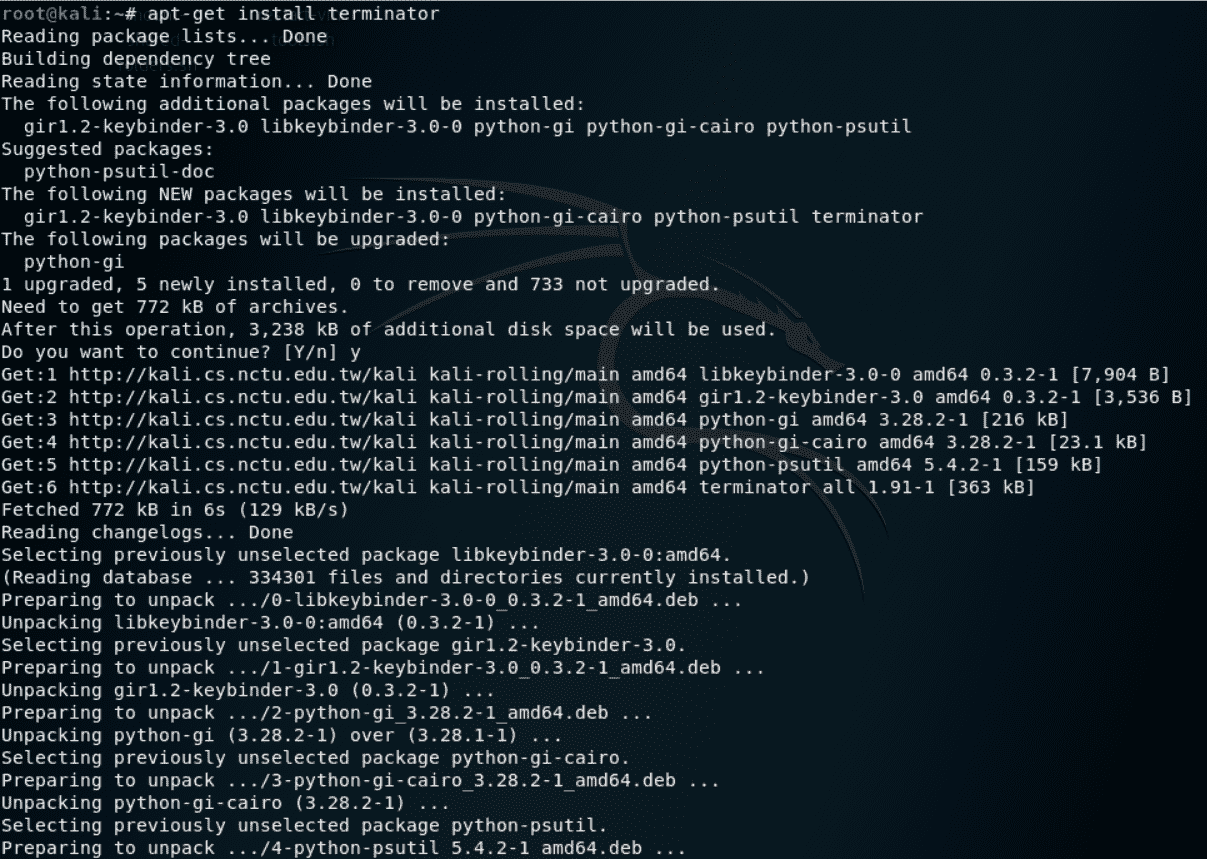 root@kali:~# apt-get install terminator
Reading package lists... Done
Building dependency tree
Reading state information... Done
The following additional packages will be installed:
  gir1.2-keybinder-3.0 libkeybinder-3.0-0 python-gi python-gi-cairo python-psutil
Suggested packages:
  python-psutil-doc
The following NEW packages will be installed:
  gir1.2-keybinder-3.0 libkeybinder-3.0-0 python-gi-cairo python-psutil terminator
The following packages will be upgraded:
  python-gi
1 upgraded, 5 newly installed, 0 to remove and 733 not upgraded.
Need to get 772 kB of archives.
After this operation, 3,238 kB of additional disk space will be used.
Do you want to continue? [Y/n] y
Get:1 http://kali.cs.nctu.edu.tw/kali kali-rolling/main amd64 libkeybinder-3.0-0 amd64 0.3.2-1 [7,904 B]
Get:2 http://kali.cs.nctu.edu.tw/kali kali-rolling/main amd64 gir1.2-keybinder-3.0 amd64 0.3.2-1 [3,536 B]
Get:3 http://kali.cs.nctu.edu.tw/kali kali-rolling/main amd64 python-gi amd64 3.28.2-1 [216 kB]
Get:4 http://kali.cs.nctu.edu.tw/kali kali-rolling/main amd64 python-gi-cairo amd64 3.28.2-1 [23.1 kB]
Get:5 http://kali.cs.nctu.edu.tw/kali kali-rolling/main amd64 python-psutil amd64 5.4.2-1 [159 kB]
Get:6 http://kali.cs.nctu.edu.tw/kali kali-rolling/main amd64 terminator all 1.91-1 [363 kB]
Fetched 772 kB in 6s (129 kB/s)
Reading changelogs... Done
Selecting previously unselected package libkeybinder-3.0-0:amd64.
(Reading database ... 334301 files and directories currently installed.)
Preparing to unpack .../0-libkeybinder-3.0-0_0.3.2-1_amd64.deb ...
Unpacking libkeybinder-3.0-0:amd64 (0.3.2-1) ...
Selecting previously unselected package gir1.2-keybinder-3.0.
Preparing to unpack .../1-gir1.2-keybinder-3.0_0.3.2-1_amd64.deb ...
Unpacking gir1.2-keybinder-3.0 (0.3.2-1) ...
Preparing to unpack .../2-python-gi_3.28.2-1_amd64.deb ...
Unpacking python-gi (3.28.2-1) over (3.28.1-1) ...
Selecting previously unselected package python-gi-cairo.
Preparing to unpack .../3-python-gi-cairo_3.28.2-1_amd64.deb ...
Unpacking python-gi-cairo (3.28.2-1) ...
Selecting previously unselected package python-psutil.
Preparing to unpack .../4-python-psutil_5.4.2-1_amd64.deb ...